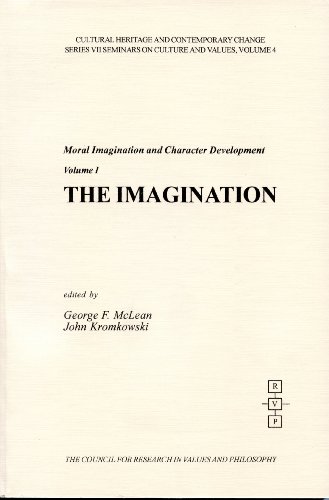 CULTURAL HERITAGE AND CONTEMPORARY CHANGE
SERIES VII SEMINARS ON CULTURE AND VALUES, VOLUME 4
Moral Imagination and Character Development
Volume I
THE IMAGINATION
edited by
George F. McLean
John Kromkowski
R
V
P
THE COUNCIL FOR RESEARCH IN VALUES AND PHILOSOPHY